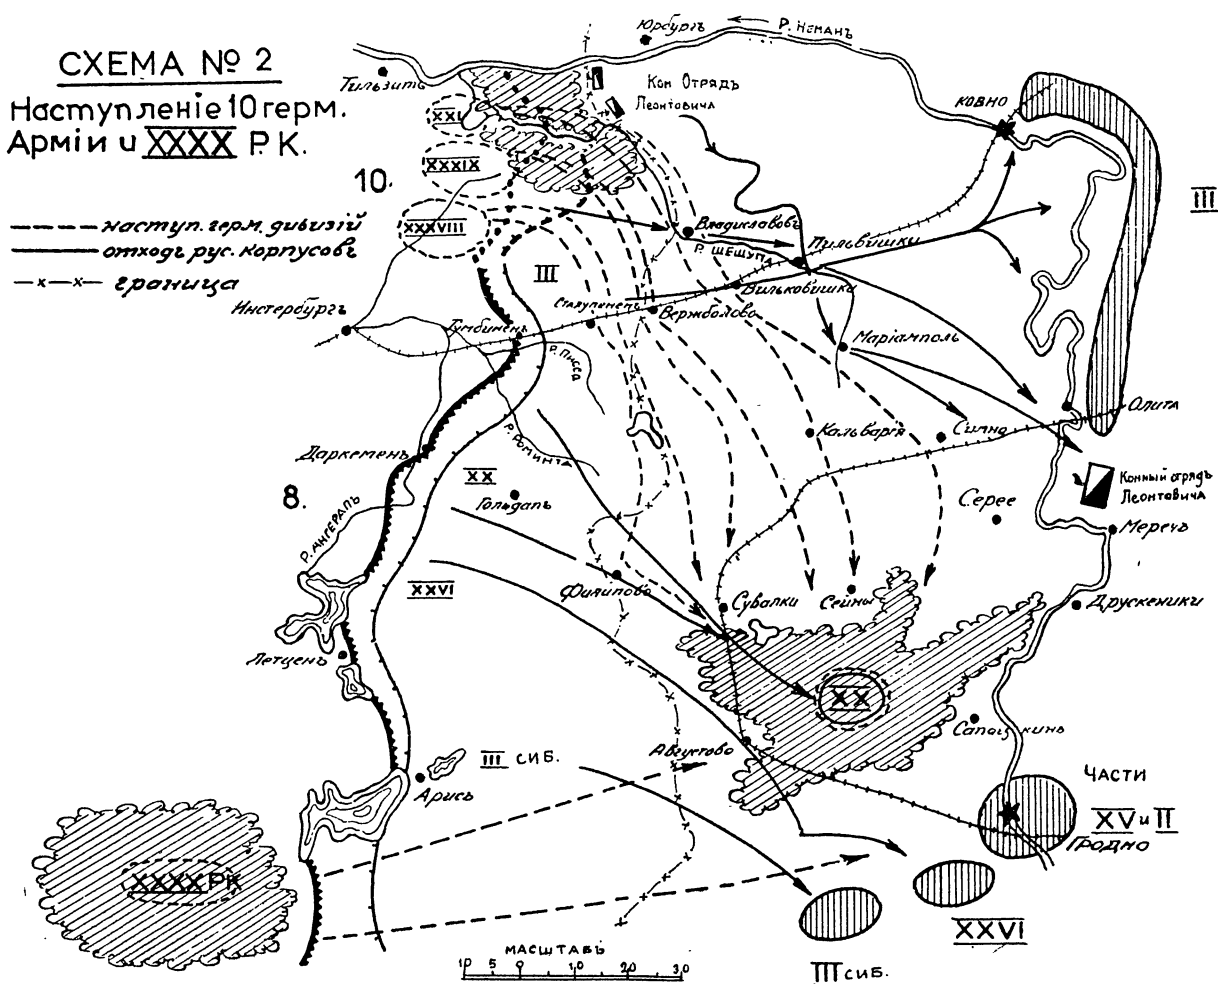 СХЕМА № 2
Наступленіе 10 герм.
Арміи и XXXX Р.К.
наступ. герм. дивизій
отходъ рус. корпусовъ
граница
10.
8.
Юрбургъ
Р. Неманъ
Тильзитъ
Кон Отрядъ
Леонтовича
Ковно
XXI
XXXIX
XXXVIII
III
III
Владиславовъ
Пильвишки
Р. Шешупа
Вильковишки
Инстербургъ
Гумбиненъ
Сталупененъ
Вержболово
Р. Писса
Маріамполь
Олита
Р. Роминта
Кальварія
Симно
Даркеменъ
XX
Гольдапъ
Конный отрядъ
Леонтовича
Серее
Меречъ
Р. Ангерапъ
XXVI
Филипово
Сувалки
Сейны
Друскеники
Летценъ
XX
Сапоцкинъ
Августово
III СИБ.
Арисъ
Части
XV и II
Гродно
XXXX РК
XXVI
III СИБ.
МАСШТАБЪ
10 5 0 10 20 30